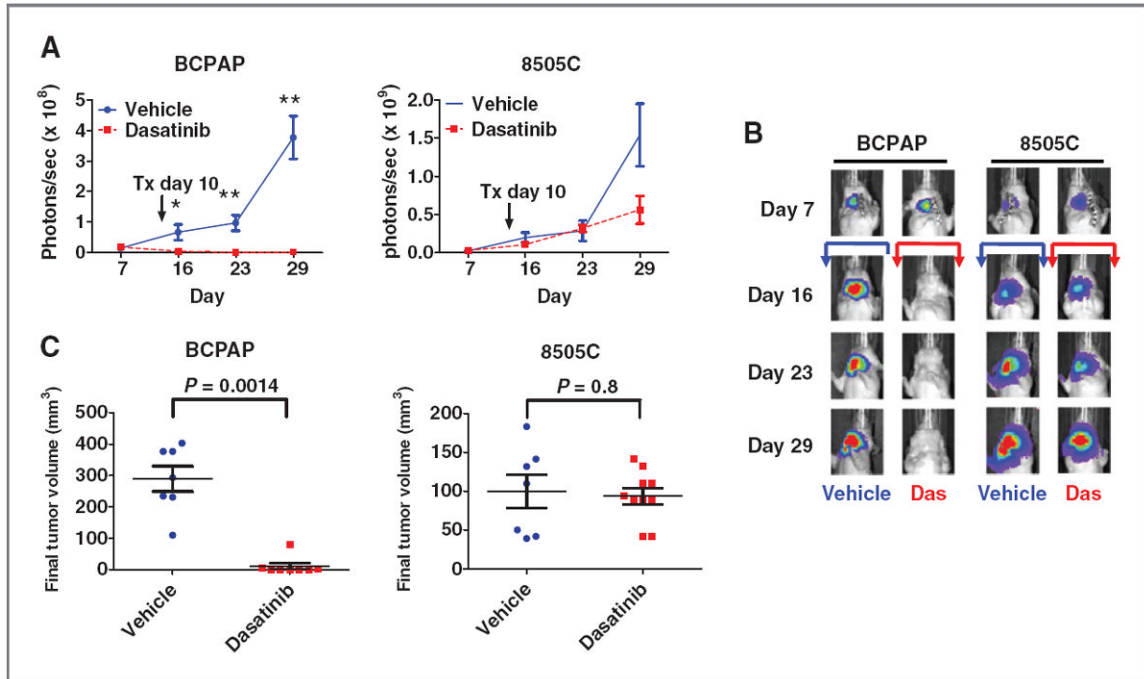 A
BCPAP
Photons/sec (x 10⁸)
5
4
3
2
1
0
Vehicle
Dasatinib
Tx day 10
*
**
**
7 16 23 29
Day
8505C
photons/sec (x 10⁹)
2.0
1.5
1.0
0.5
0.0
Vehicle
Dasatinib
Tx day 10
7 16 23 29
Day
B
BCPAP 8505C
Day 7
Day 16
Day 23
Day 29
Vehicle Das Vehicle Das
C
BCPAP
P = 0.0014
Final tumor volume (mm³)
500
400
300
200
100
0
Vehicle
Dasatinib
8505C
P = 0.8
Final tumor volume (mm³)
200
150
100
50
0
Vehicle
Dasatinib